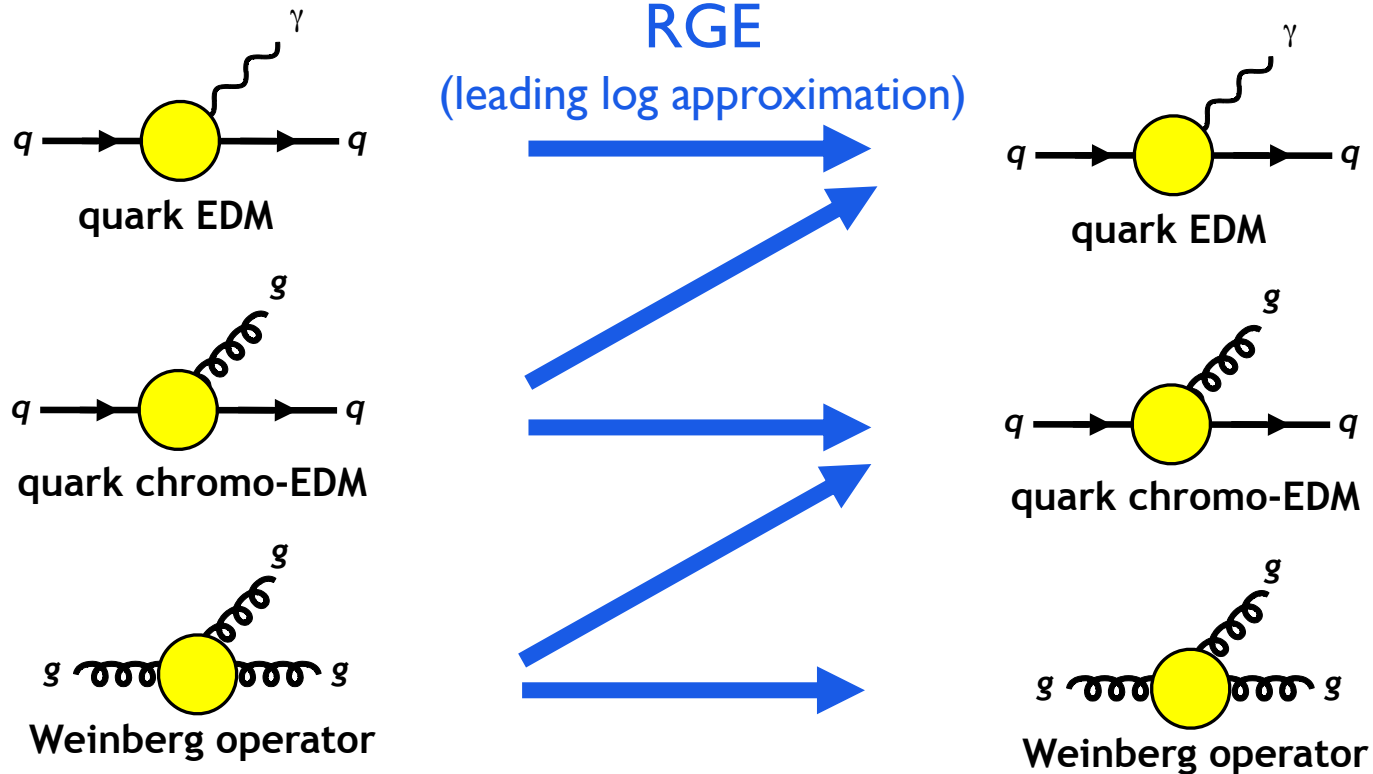 RGE
(leading log approximation)
γ
q
q
quark EDM
g
q
q
quark chromo-EDM
g
g
g
Weinberg operator
γ
q
q
quark EDM
g
q
q
quark chromo-EDM
g
g
g
Weinberg operator